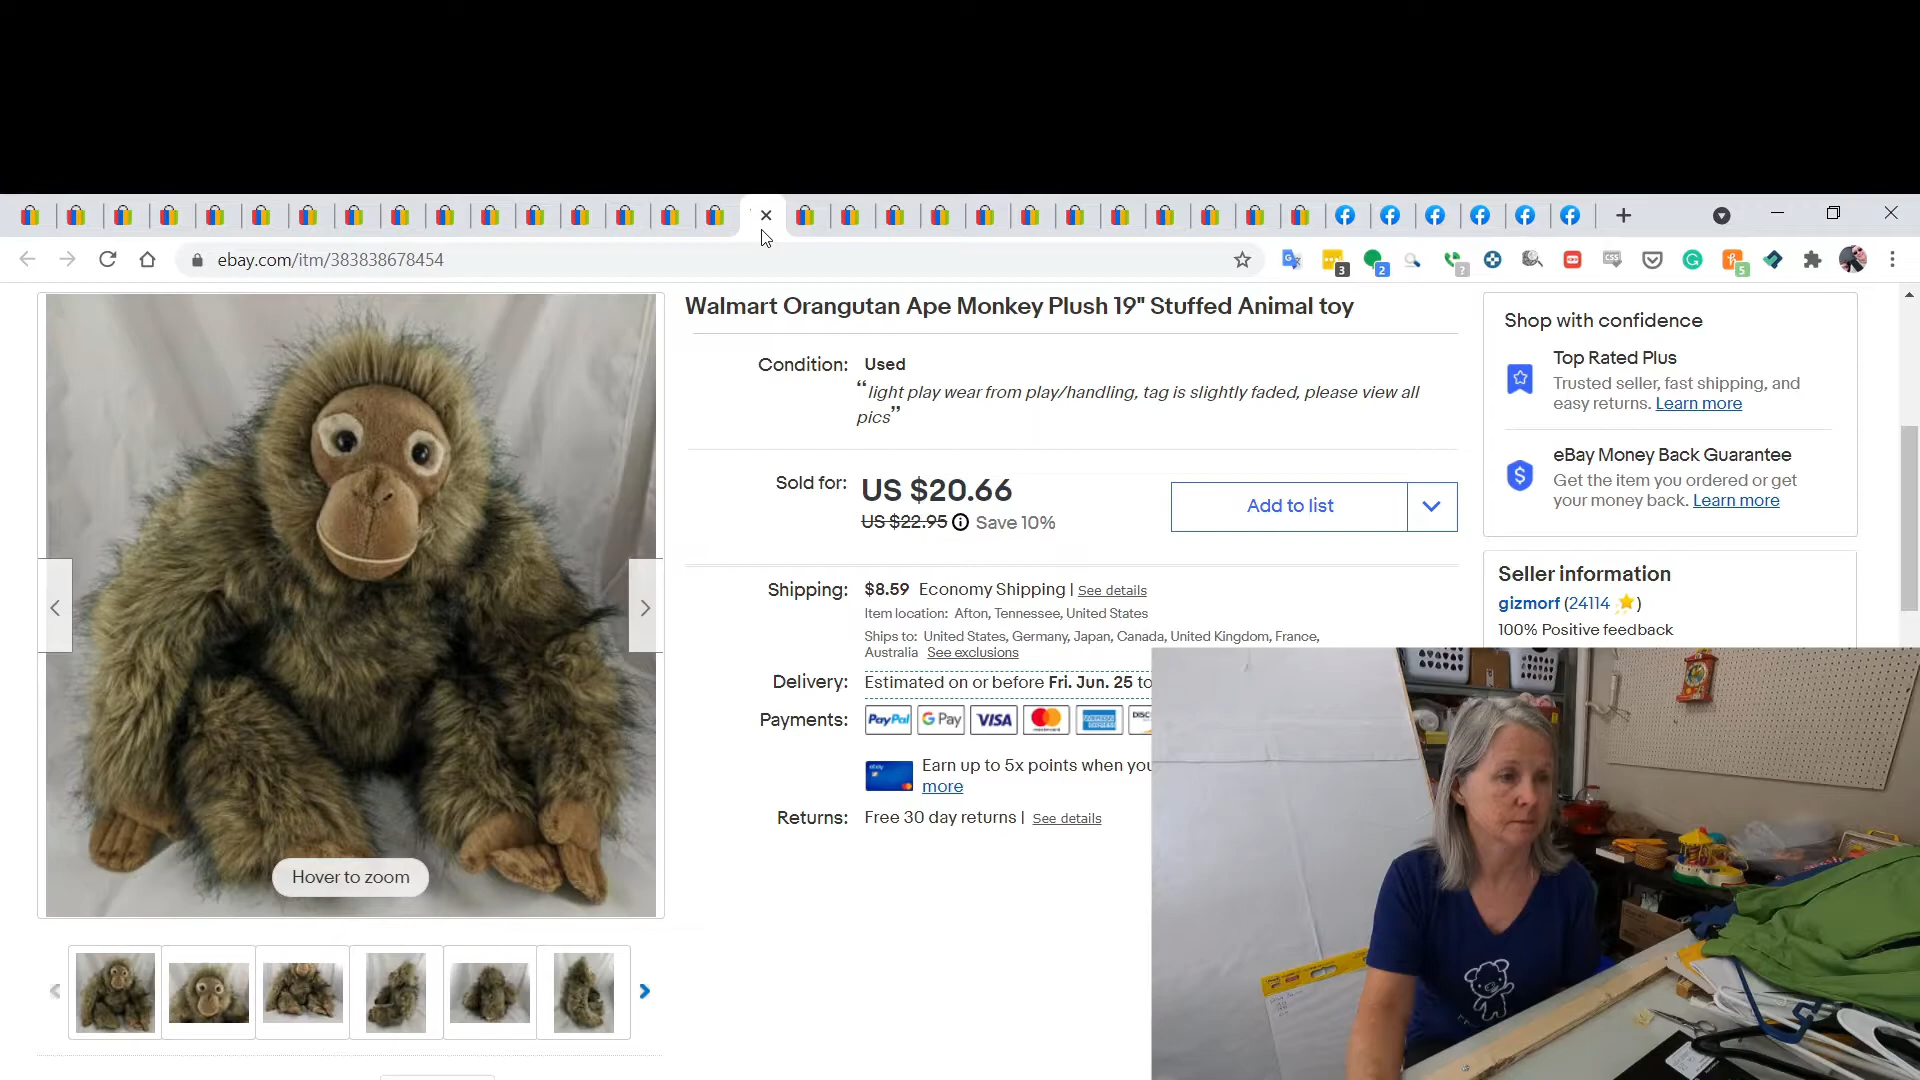 ebay.com/itm/383838678454
3
2
?
CSS
5
Walmart Orangutan Ape Monkey Plush 19" Stuffed Animal toy
Condition: Used
“light play wear from play/handling, tag is slightly faded, please view all
pics”
Sold for: US $20.66
US $22.95 Save 10%
Add to list
Shipping: $8.59 Economy Shipping | See details
Item location: Afton, Tennessee, United States
Ships to: United States, Germany, Japan, Canada, United Kingdom, France,
Australia See exclusions
Delivery: Estimated on or before Fri. Jun. 25 to
Payments: PayPal G Pay VISA DISC
Earn up to 5x points when you
more
Returns: Free 30 day returns | See details
Hover to zoom
Shop with confidence
Top Rated Plus
Trusted seller, fast shipping, and
easy returns. Learn more
eBay Money Back Guarantee
Get the item you ordered or get
your money back. Learn more
Seller information
gizmorf (24114)
100% Positive feedback